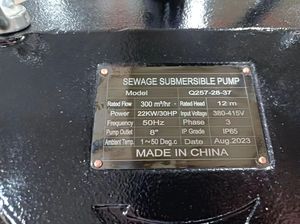 SEWAGE SUBMERSIBLE PUMP
Model Q257-28-37
Rated Flow 300 m³/hr Rated Head 12 m
Power 22KW/30HP Input Voltage 380-415V
Frequency 50Hz Phase 3
Pump Outlet 8" IP Grade IP65
Ambient Temp. 1~50 Deg.c Date Aug.2023
MADE IN CHINA